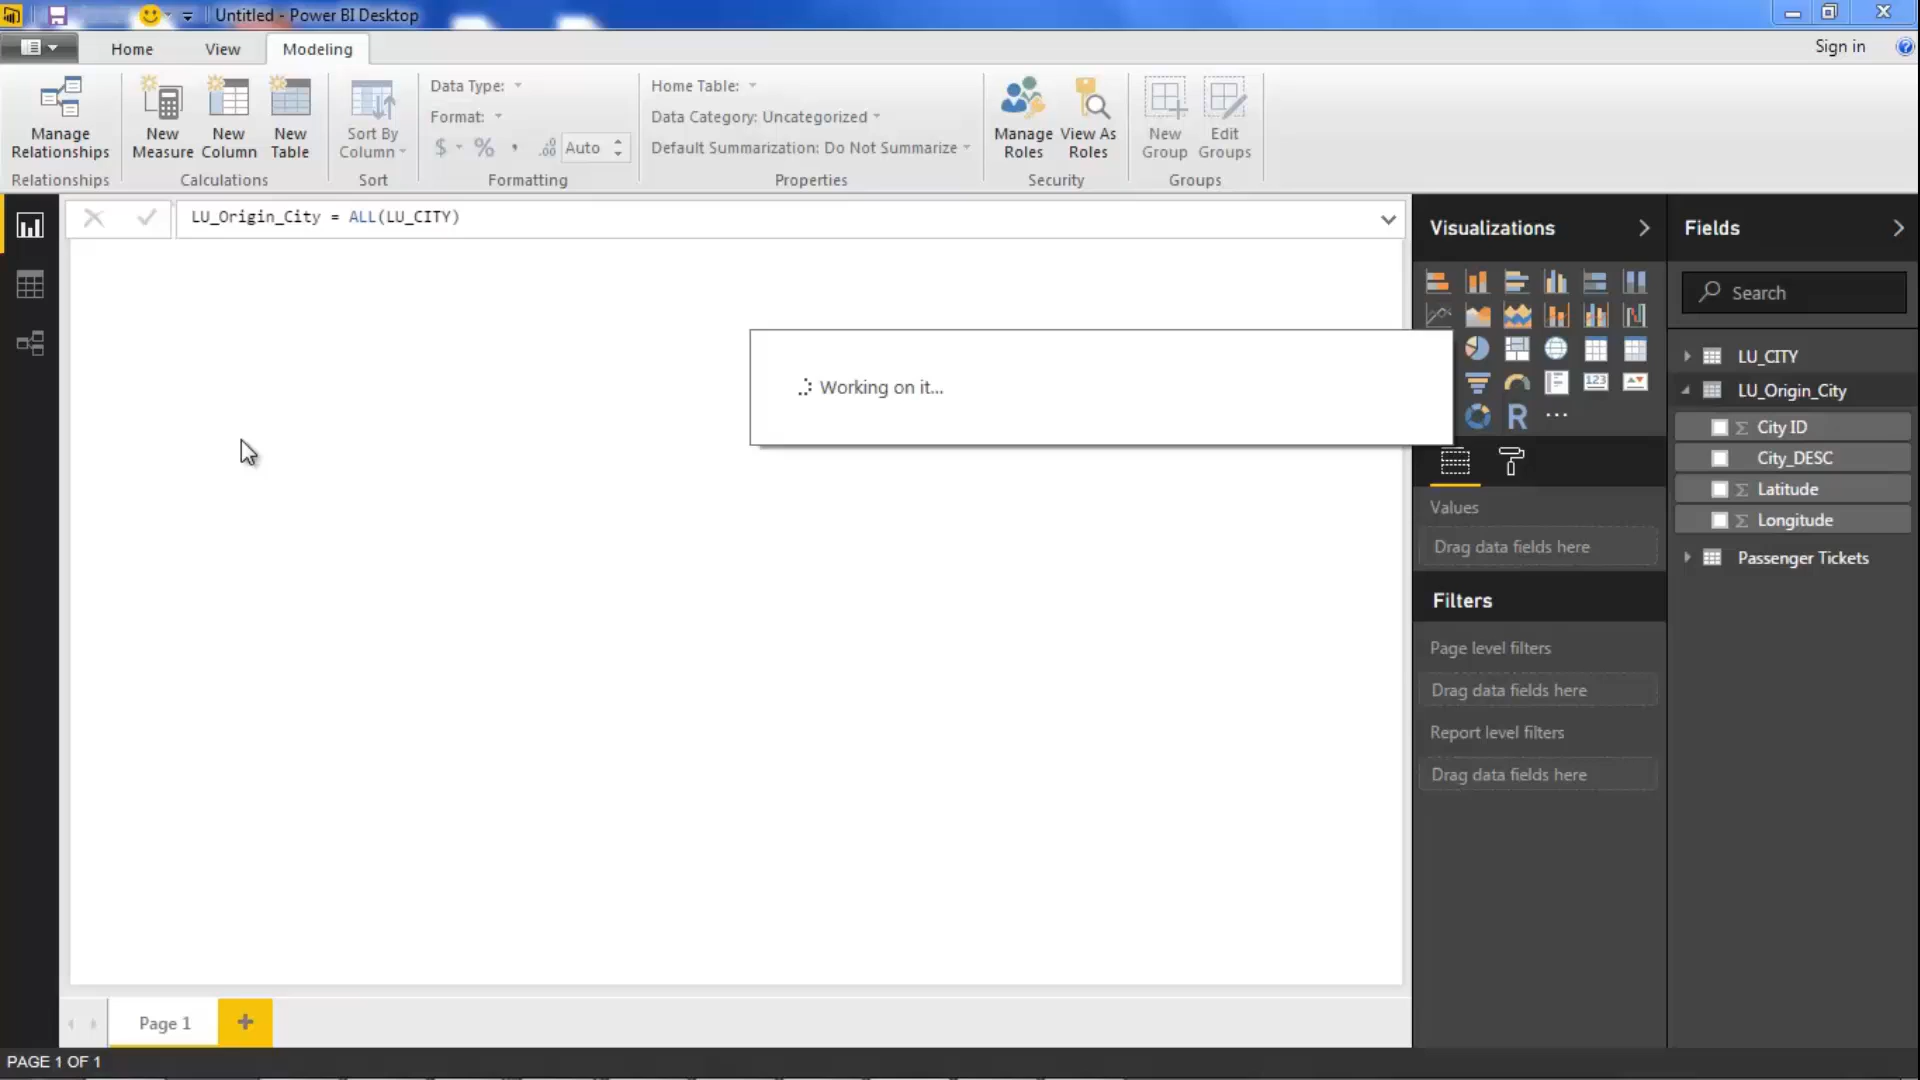 Untitled - Power BI Desktop
Home View Modeling
Sign in
?
Manage Relationships
Relationships
New Measure
New Column
New Table
Calculations
Sort By Column
Sort
Data Type:
Format:
$ % , .00 Auto
Formatting
Home Table:
Data Category: Uncategorized
Default Summarization: Do Not Summarize
Properties
Manage Roles
View As Roles
Security
New Group
Edit Groups
Groups
LU_Origin_City = ALL(LU_CITY)
Working on it...
Visualizations
123
R
Values
Drag data fields here
Filters
Page level filters
Drag data fields here
Report level filters
Drag data fields here
Fields
Search
LU_CITY
LU_Origin_City
Σ City ID
City_DESC
Σ Latitude
Σ Longitude
Passenger Tickets
Page 1
+
PAGE 1 OF 1